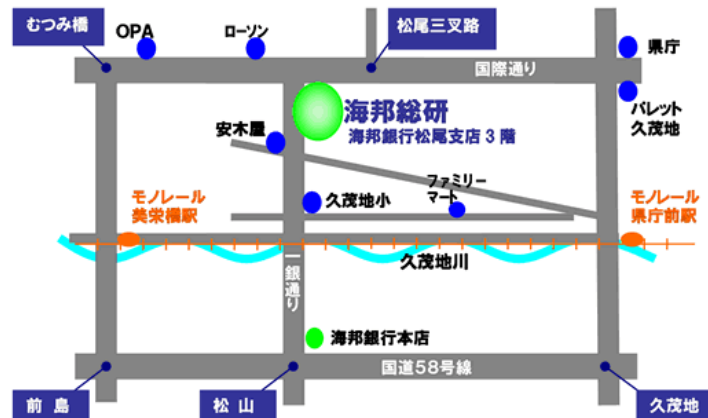 むつみ橋
OPA
ローソン
松尾三叉路
県庁
国際通り
パレット
久茂地
海邦総研
海邦銀行松尾支店3階
安木屋
ファミリー
マート
久茂地小
モノレール
美栄橋駅
モノレール
県庁前駅
久茂地川
一銀通り
海邦銀行本店
国道58号線
前島
松山
久茂地